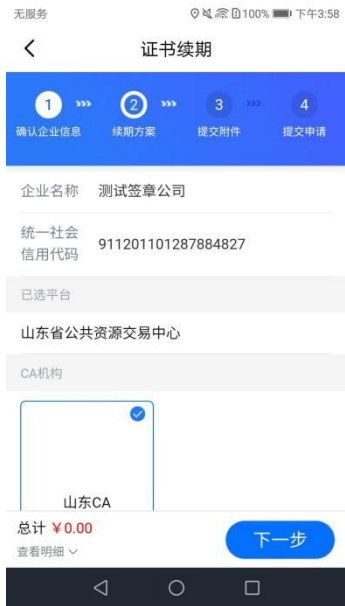 无服务 100% 下午3:58
证书续期
1 2 3 4
确认企业信息 续期方案 提交附件 提交申请
企业名称 测试签章公司
统一社会
信用代码 911201101287884827
已选平台
山东省公共资源交易中心
CA机构
山东CA
总计 ￥0.00
查看明细
下一步